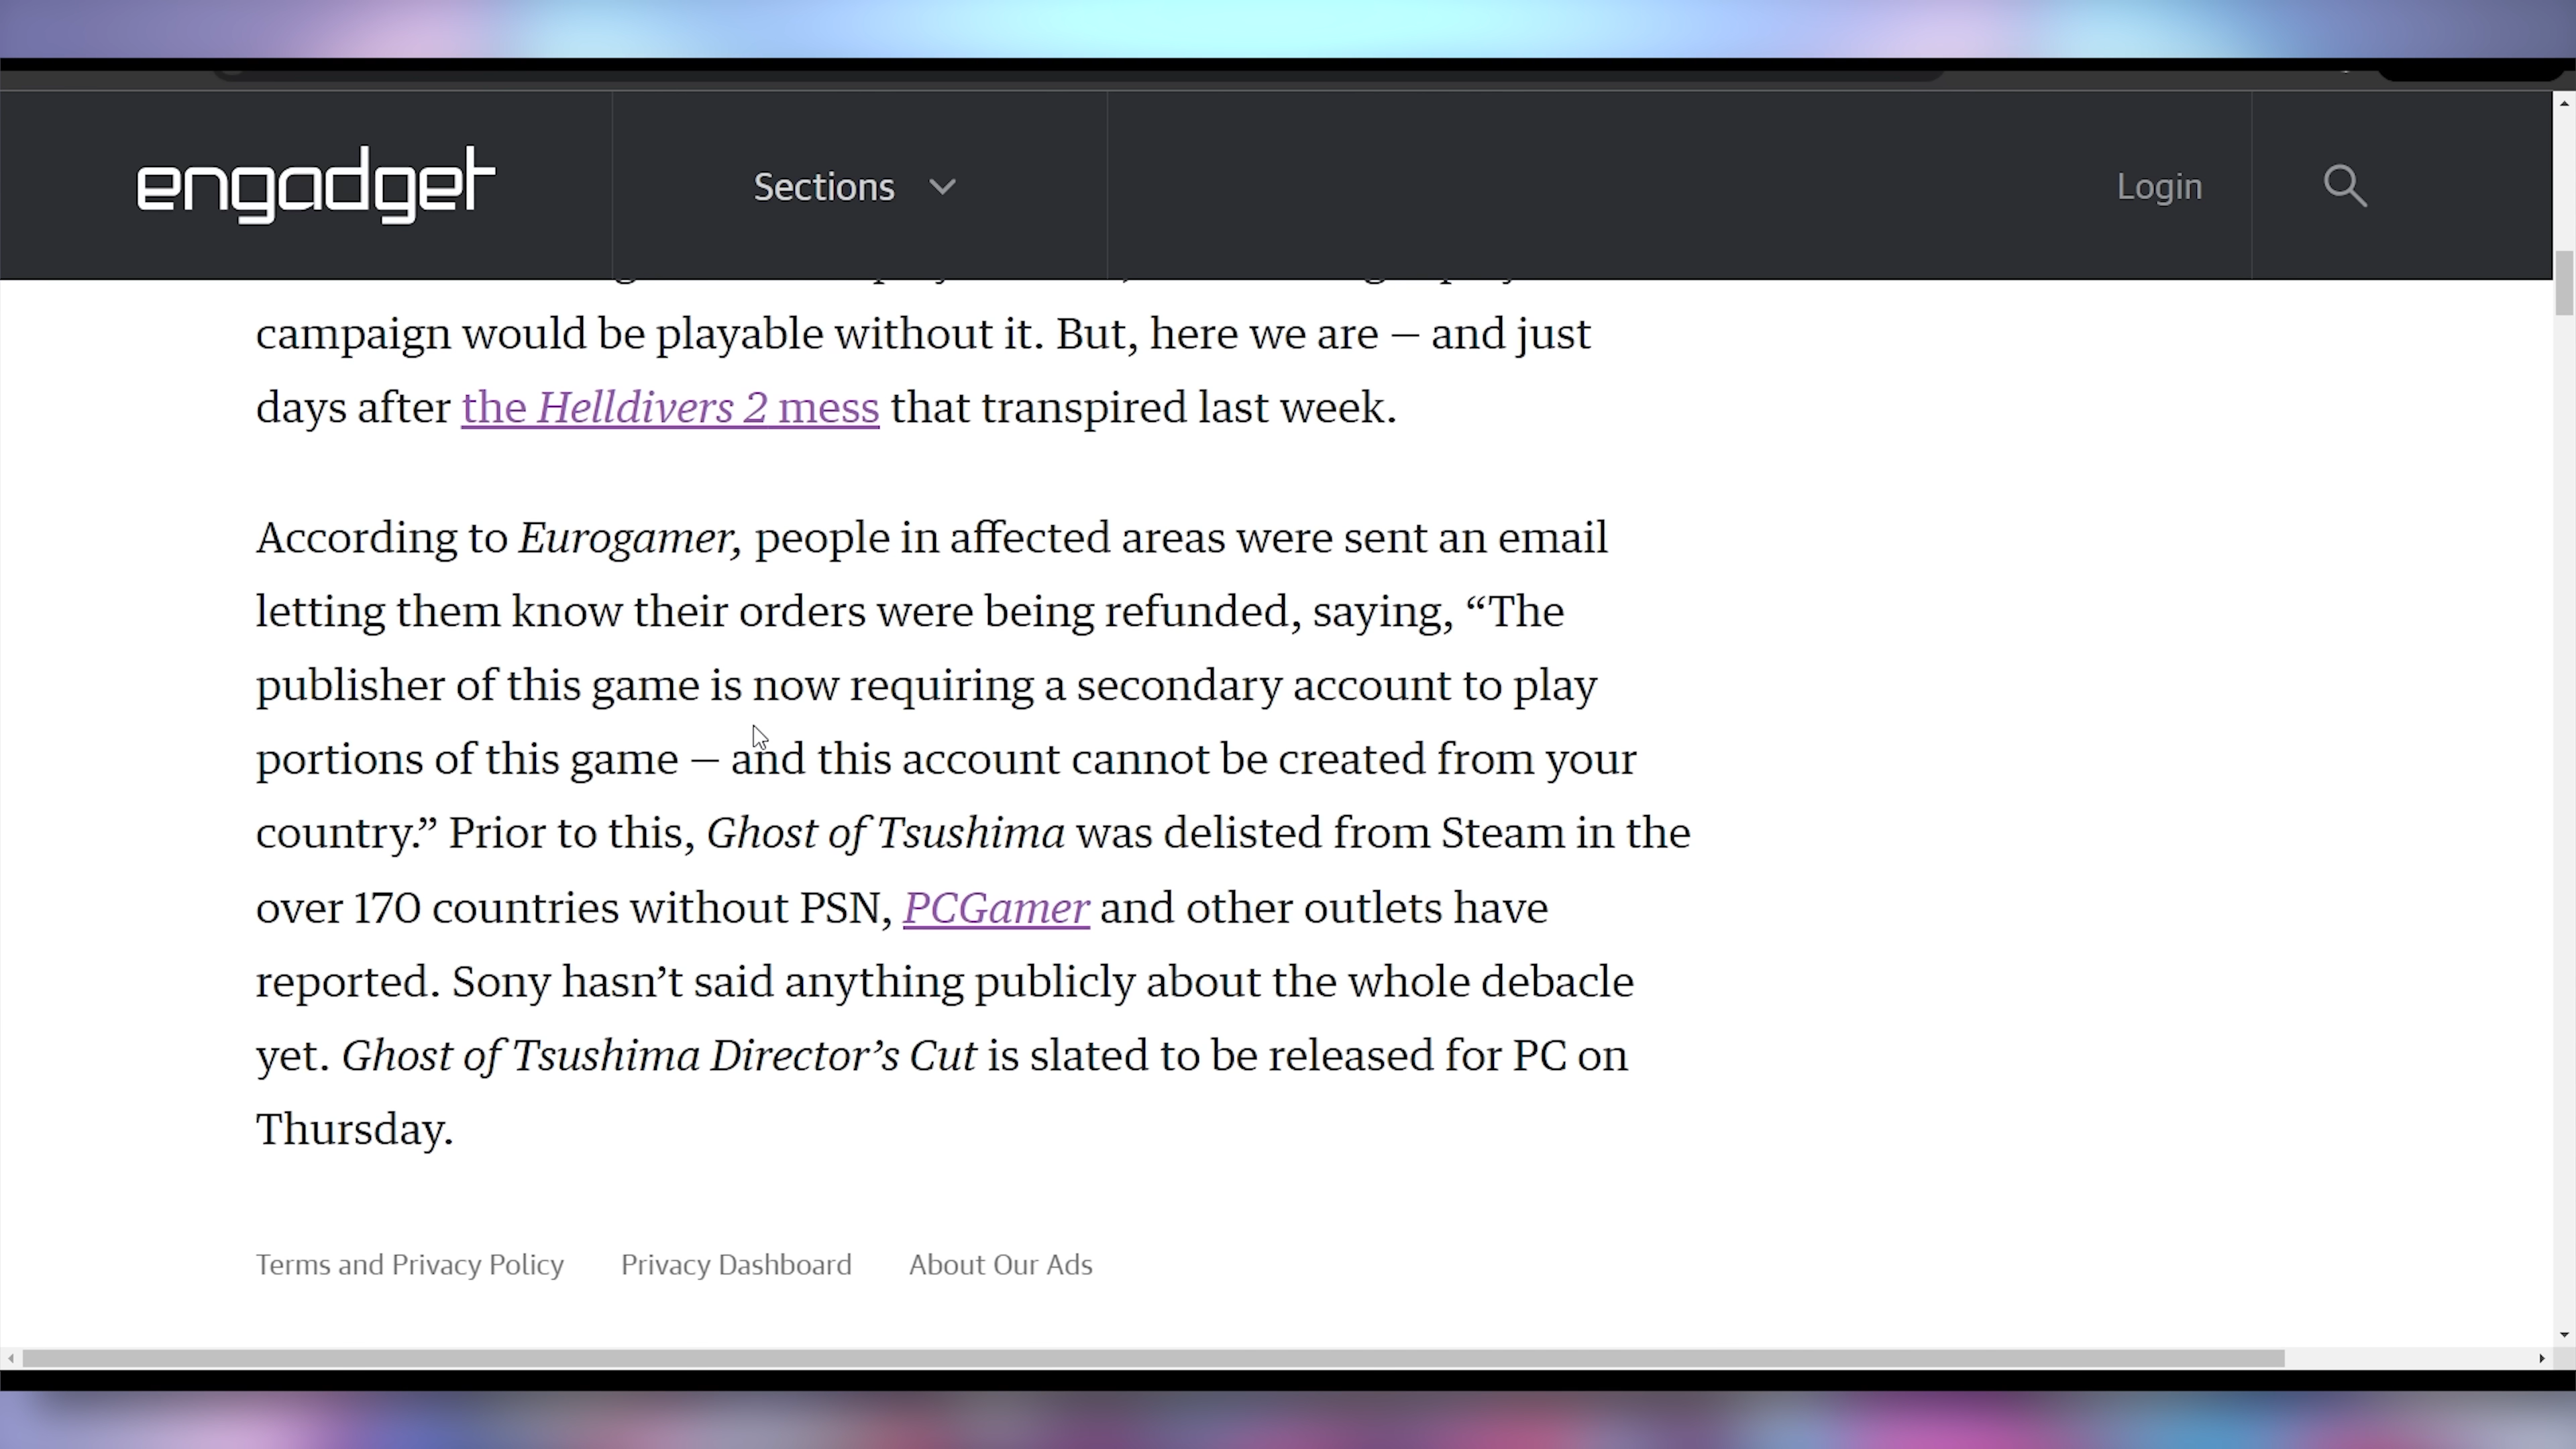 engadget
Sections
Login
campaign would be playable without it. But, here we are — and just
days after the Helldivers 2 mess that transpired last week.
According to Eurogamer, people in affected areas were sent an email
letting them know their orders were being refunded, saying, “The
publisher of this game is now requiring a secondary account to play
portions of this game — and this account cannot be created from your
country.” Prior to this, Ghost of Tsushima was delisted from Steam in the
over 170 countries without PSN, PCGamer and other outlets have
reported. Sony hasn’t said anything publicly about the whole debacle
yet. Ghost of Tsushima Director’s Cut is slated to be released for PC on
Thursday.
Terms and Privacy Policy
Privacy Dashboard
About Our Ads